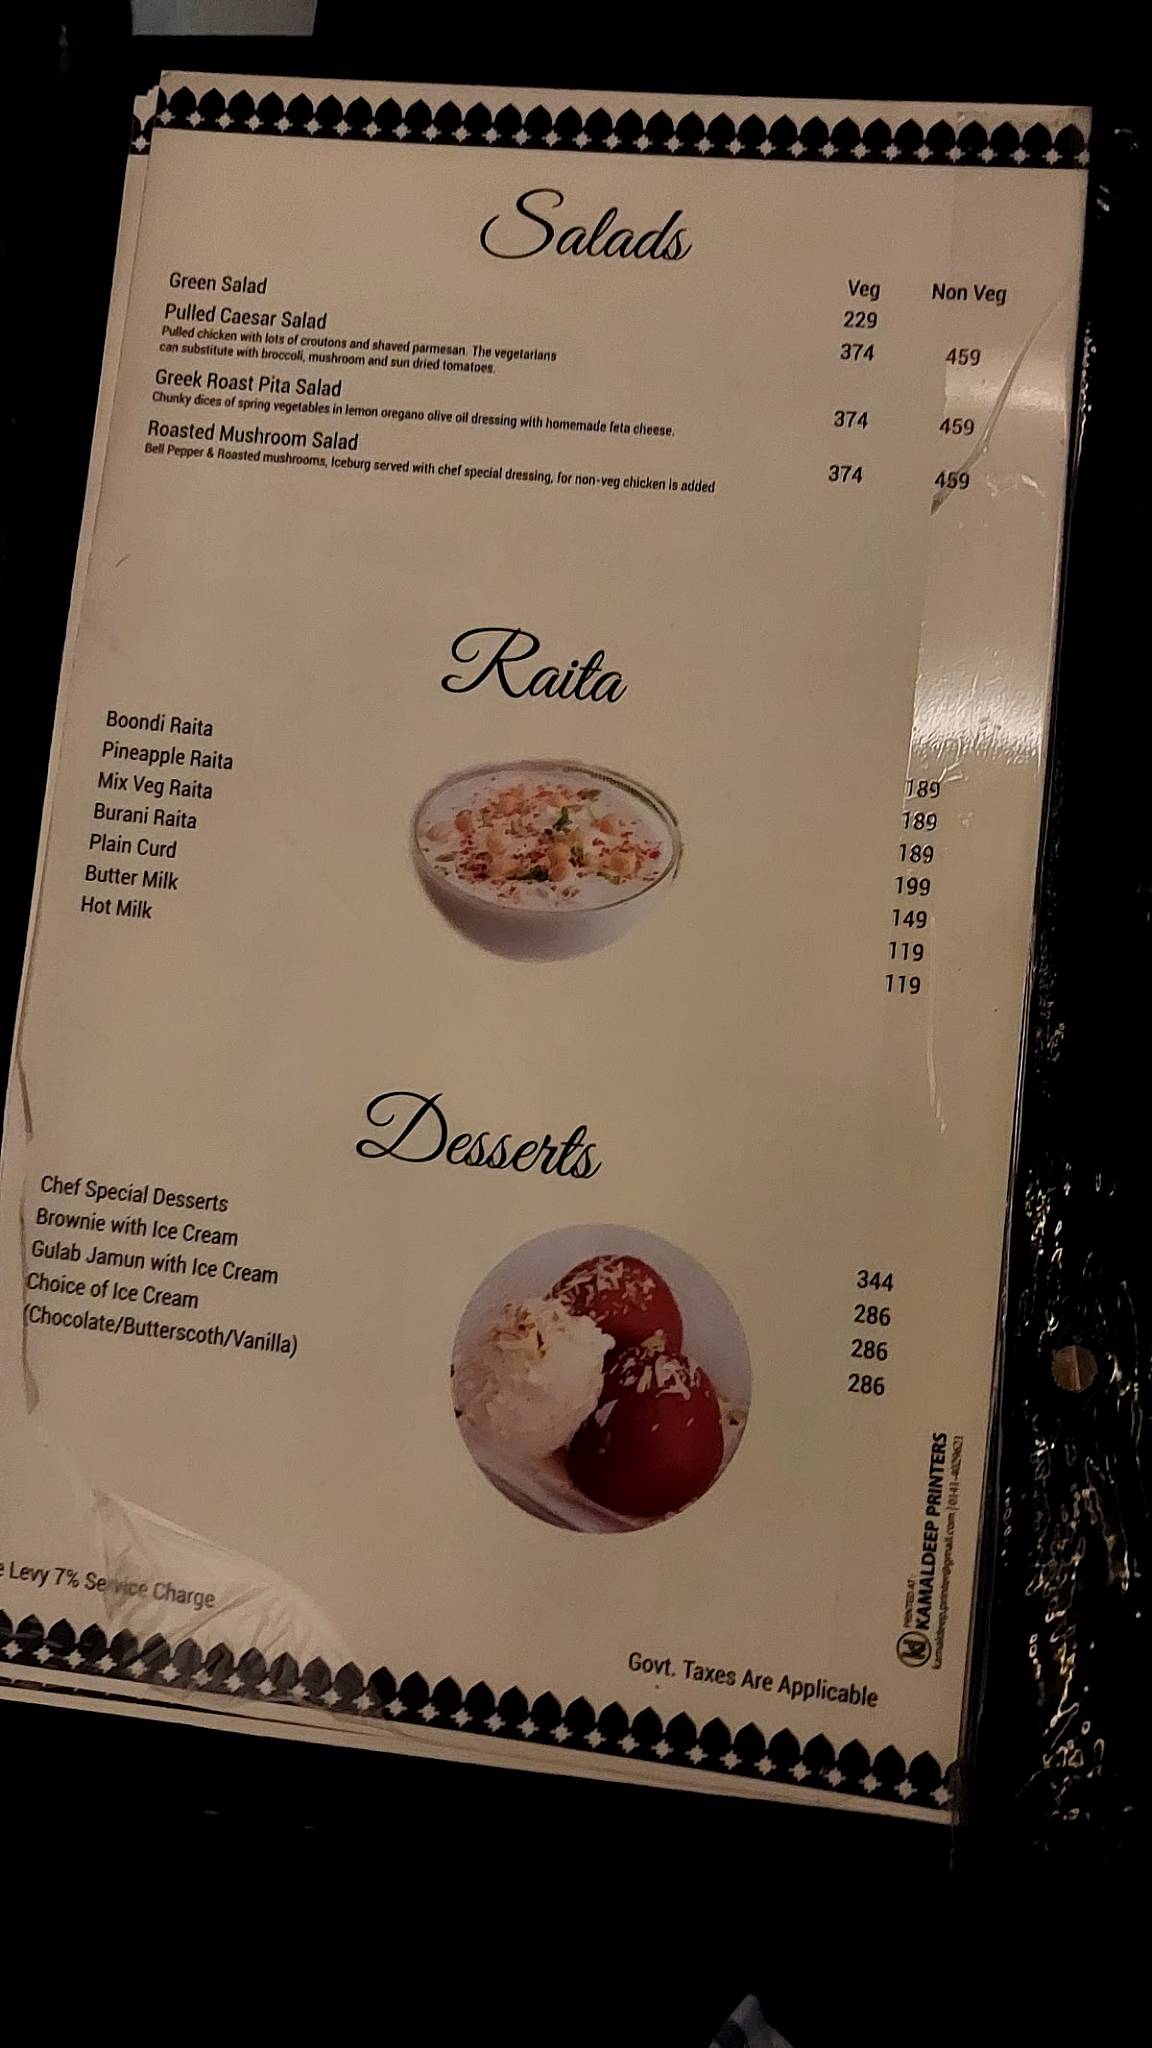 Salads
Veg Non Veg
Green Salad 229
Pulled Caesar Salad 374 459
Pulled chicken with lots of croutons and shaved parmesan. The vegetarians
can substitute with broccoli, mushroom and sun dried tomatoes.
Greek Roast Pita Salad 374 459
Chunky dices of spring vegetables in lemon oregano olive oil dressing with homemade feta cheese.
Roasted Mushroom Salad 374 459
Bell Pepper & Roasted mushrooms, Iceburg served with chef special dressing, for non-veg chicken is added
Raita
Boondi Raita 189
Pineapple Raita 189
Mix Veg Raita 189
Burani Raita 199
Plain Curd 149
Butter Milk 119
Hot Milk 119
Desserts
Chef Special Desserts 344
Brownie with Ice Cream 286
Gulab Jamun with Ice Cream 286
Choice of Ice Cream 286
(Chocolate/Butterscoth/Vanilla)
Levy 7% Service Charge
Govt. Taxes Are Applicable
PRINTED AT:
kd KAMALDEEP PRINTERS